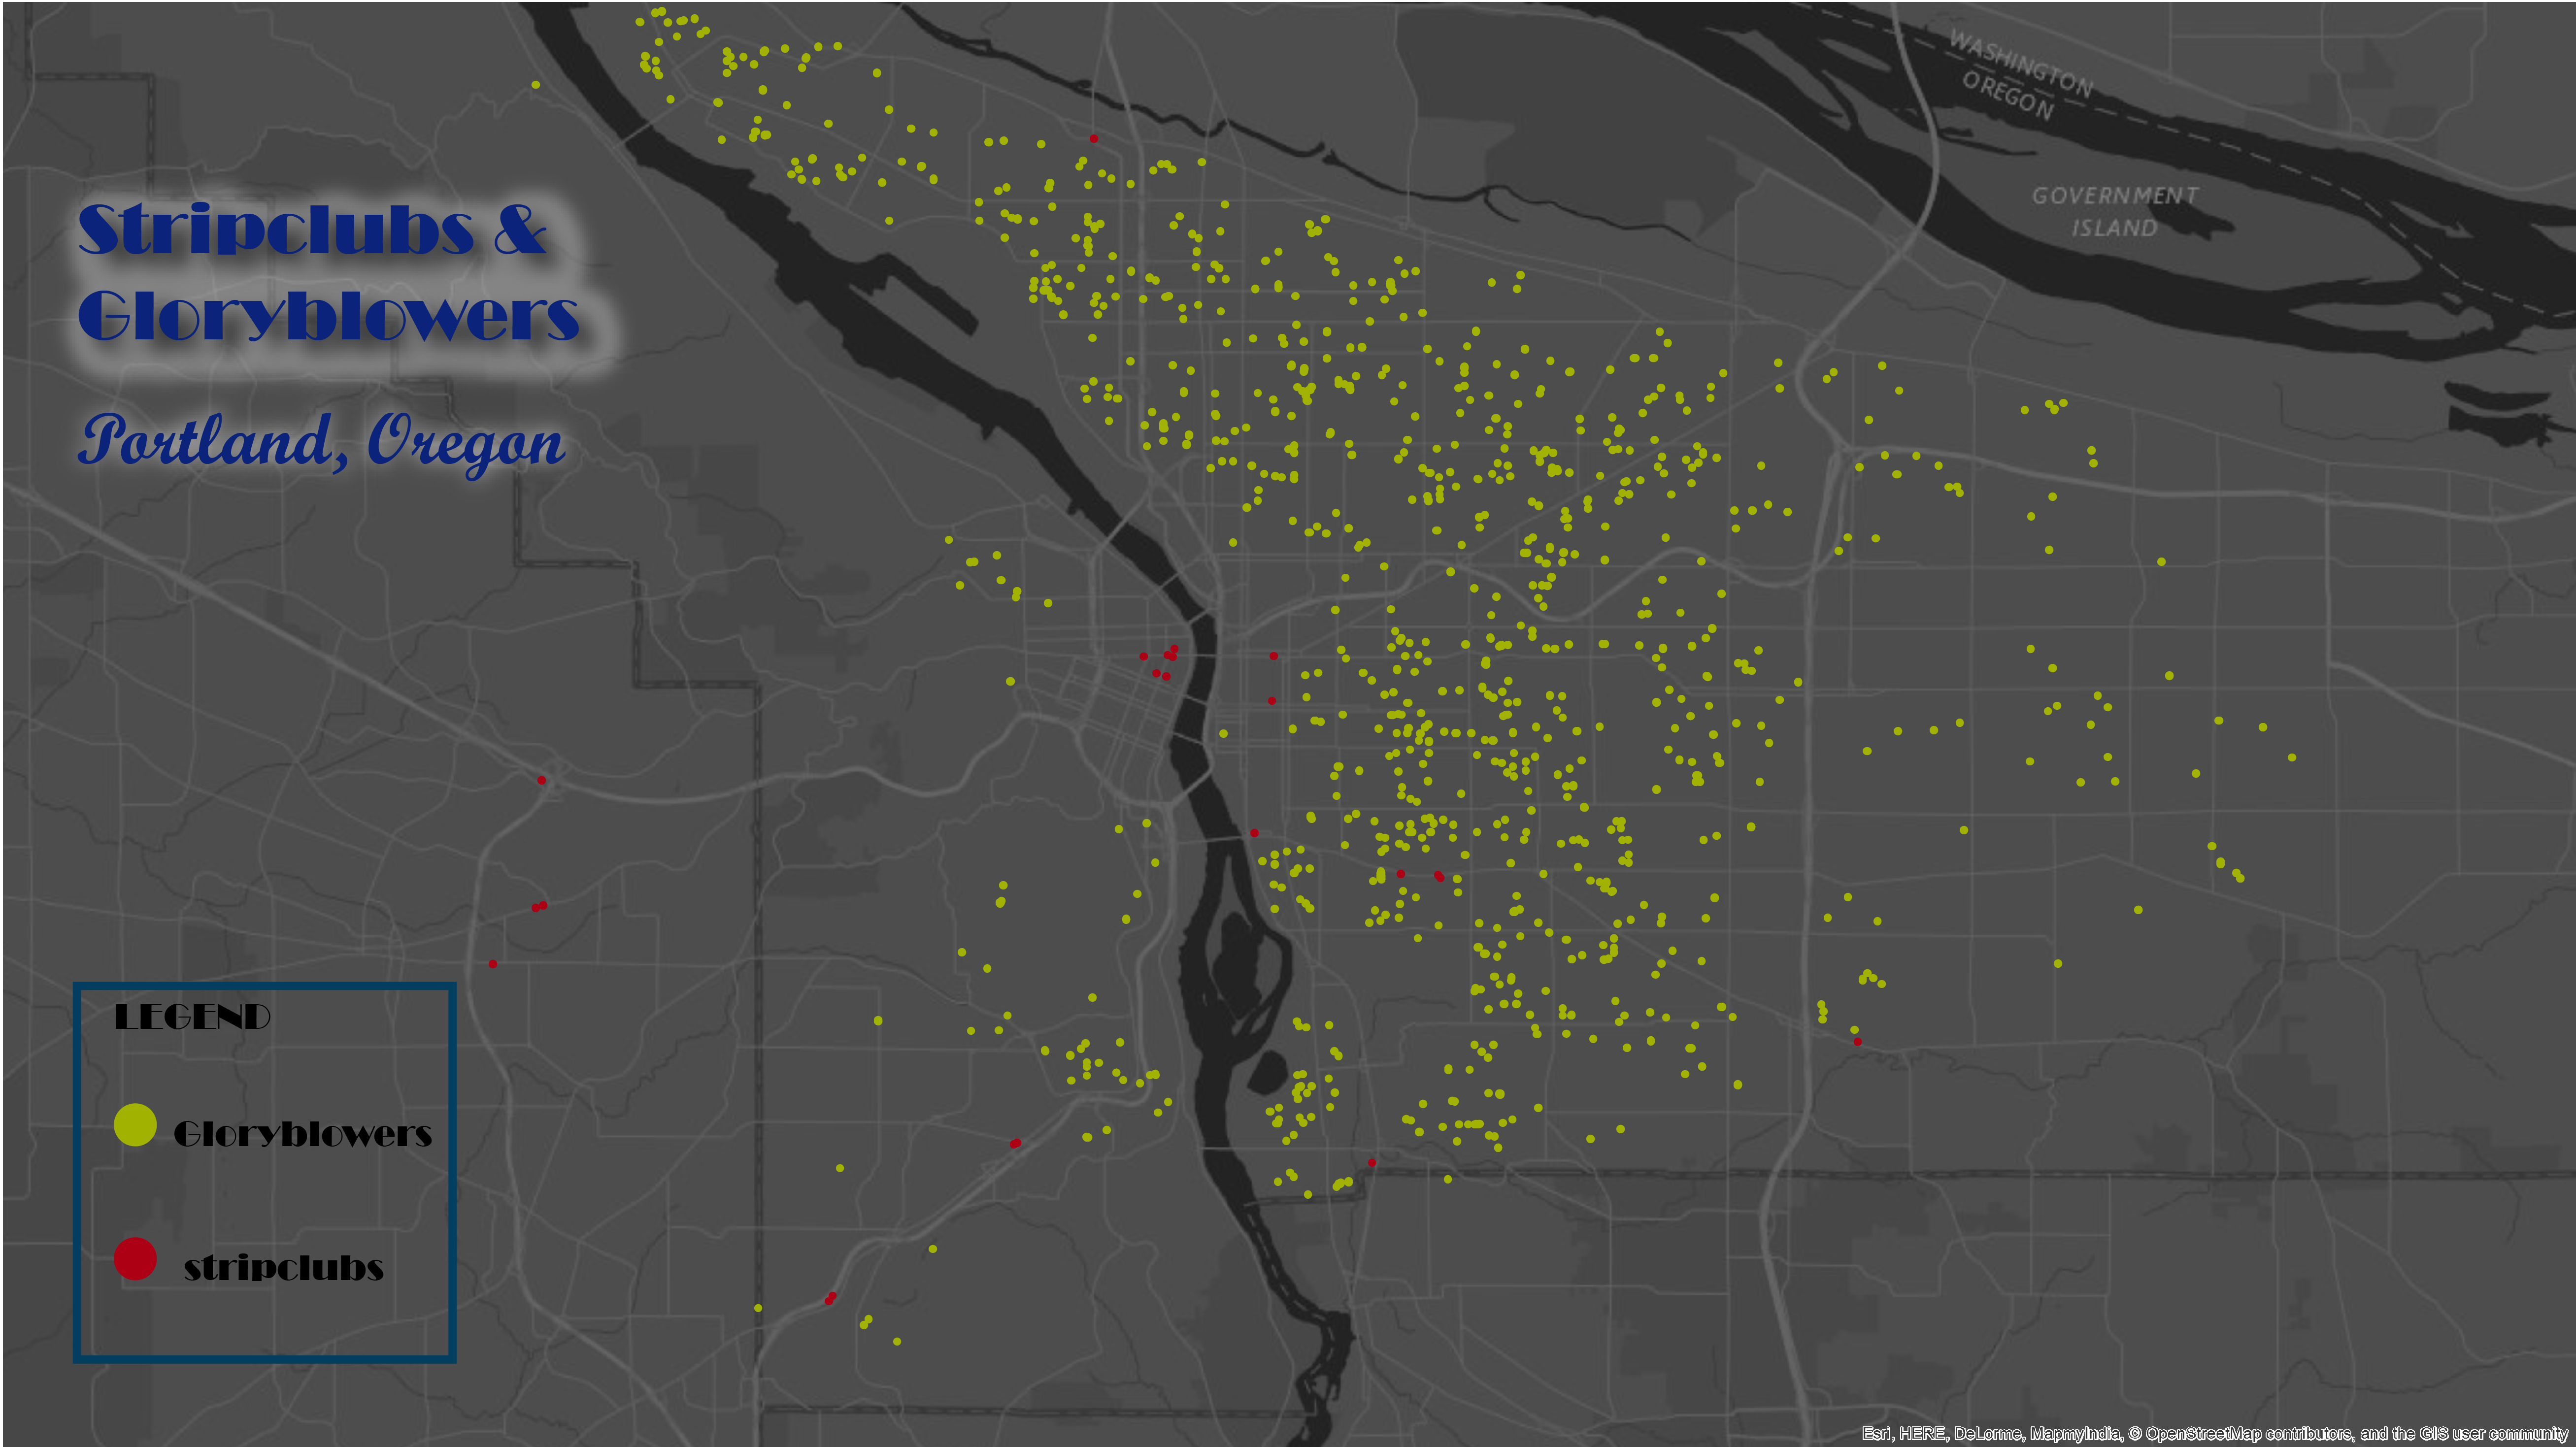 Stripclubs &
Gloryblowers
Portland, Oregon
WASHINGTON
OREGON
GOVERNMENT
ISLAND
LEGEND
Gloryblowers
stripclubs
Esri, HERE, DeLorme, MapmyIndia, © OpenStreetMap contributors, and the GIS user community